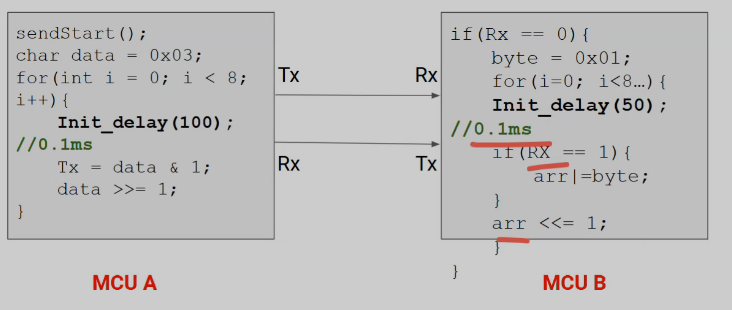 sendStart();
char data = 0x03;
for(int i = 0; i < 8;
i++){
Init_delay(100);
//0.1ms
Tx = data & 1;
data >>= 1;
}
Tx
Rx
Rx
Tx
if(Rx == 0){
byte = 0x01;
for(i=0; i<8…){
Init_delay(50);
//0.1ms
if(RX == 1){
arr|=byte;
}
arr <<= 1;
}
}
MCU A
MCU B